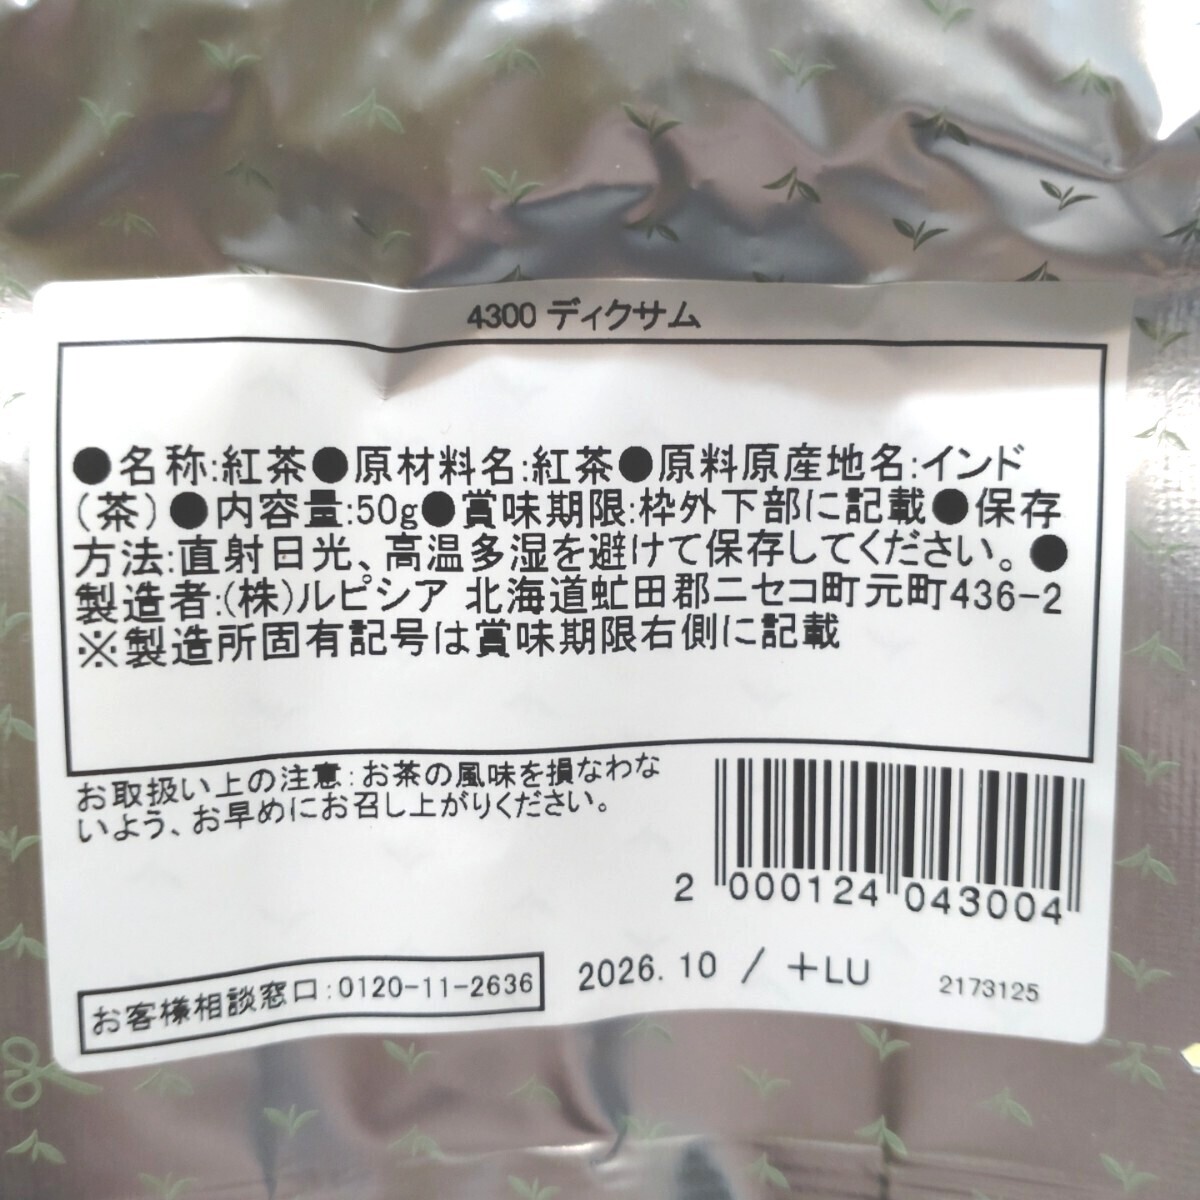 4300 ディクサム
●名称:紅茶●原材料名:紅茶●原料原産地名:インド
(茶)●内容量:50g●賞味期限:枠外下部に記載●保存
方法:直射日光、高温多湿を避けて保存してください。●
製造者:(株)ルピシア 北海道虻田郡ニセコ町元町436-2
※製造所固有記号は賞味期限右側に記載
お取扱い上の注意:お茶の風味を損なわな
いよう、お早めにお召し上がりください。
2 000124 043004
お客様相談窓口:0120-11-2636
2026.10 / +LU
2173125